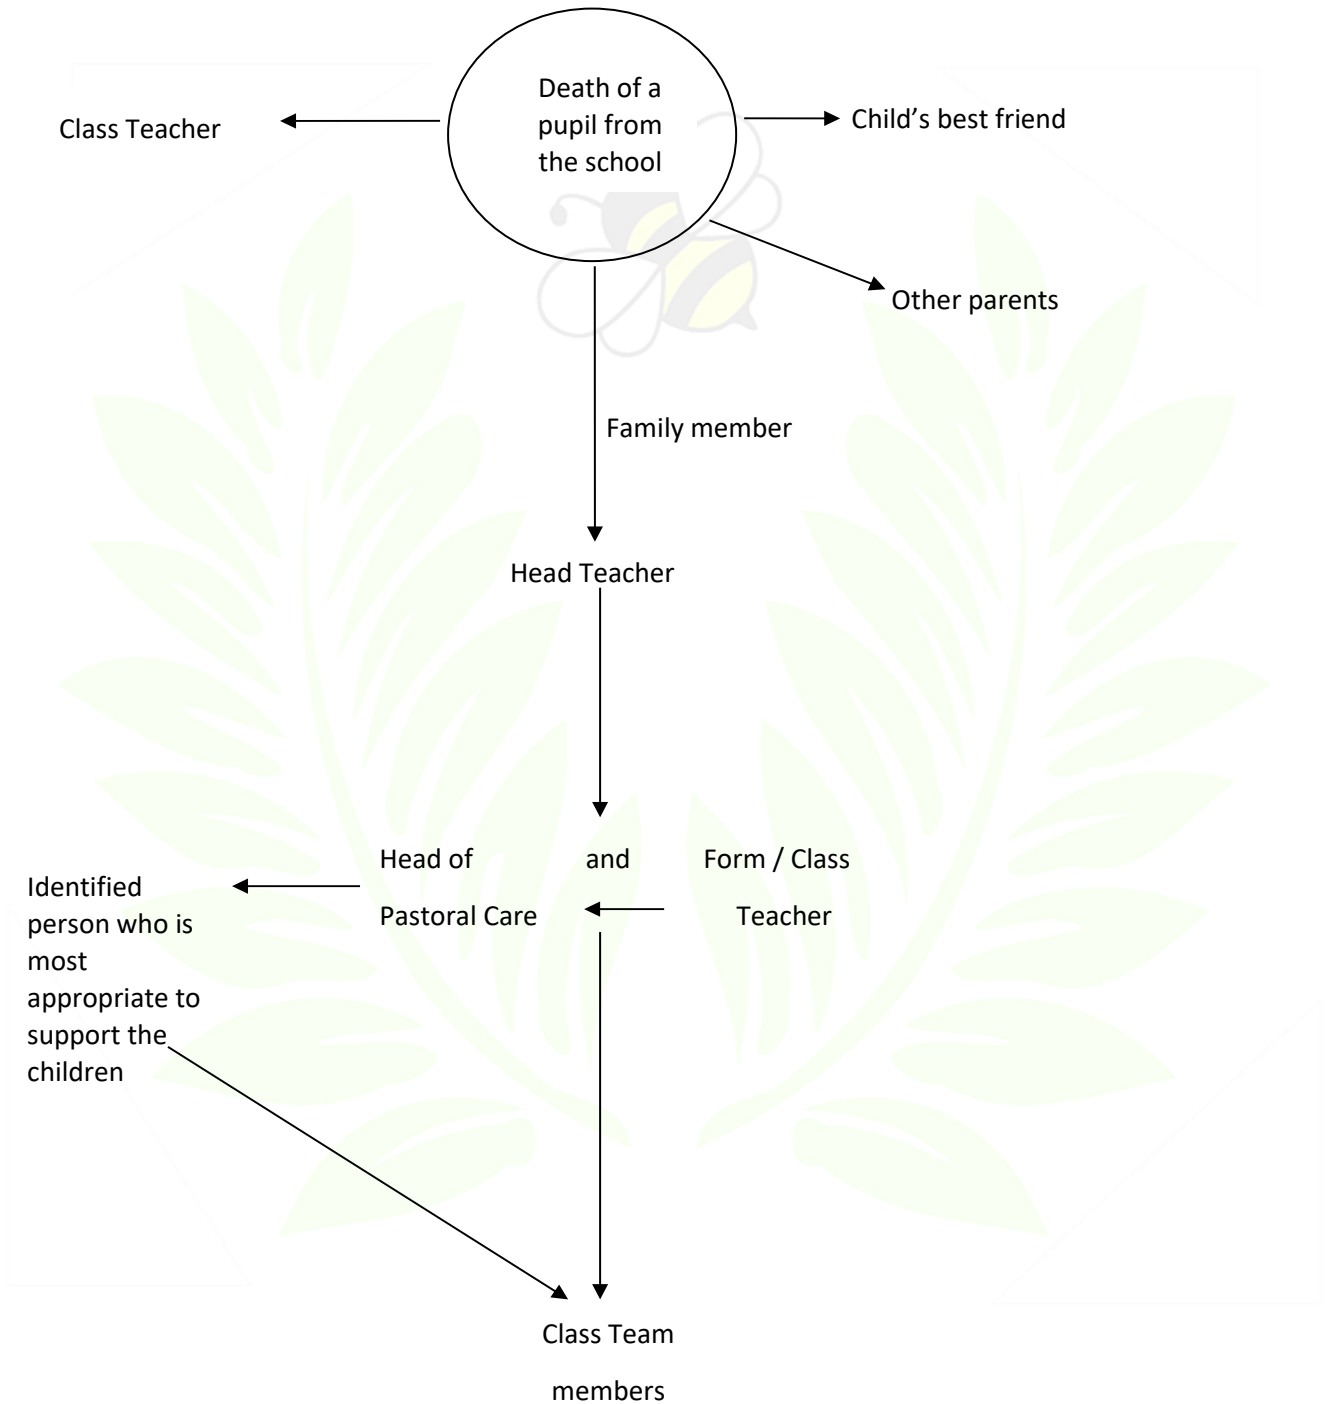 Death of a
pupil from
the school
Class Teacher
Child’s best friend
Other parents
Family member
Head Teacher
Head of and Form / Class
Pastoral Care Teacher
Identified
person who is
most
appropriate to
support the
children
Class Team
members